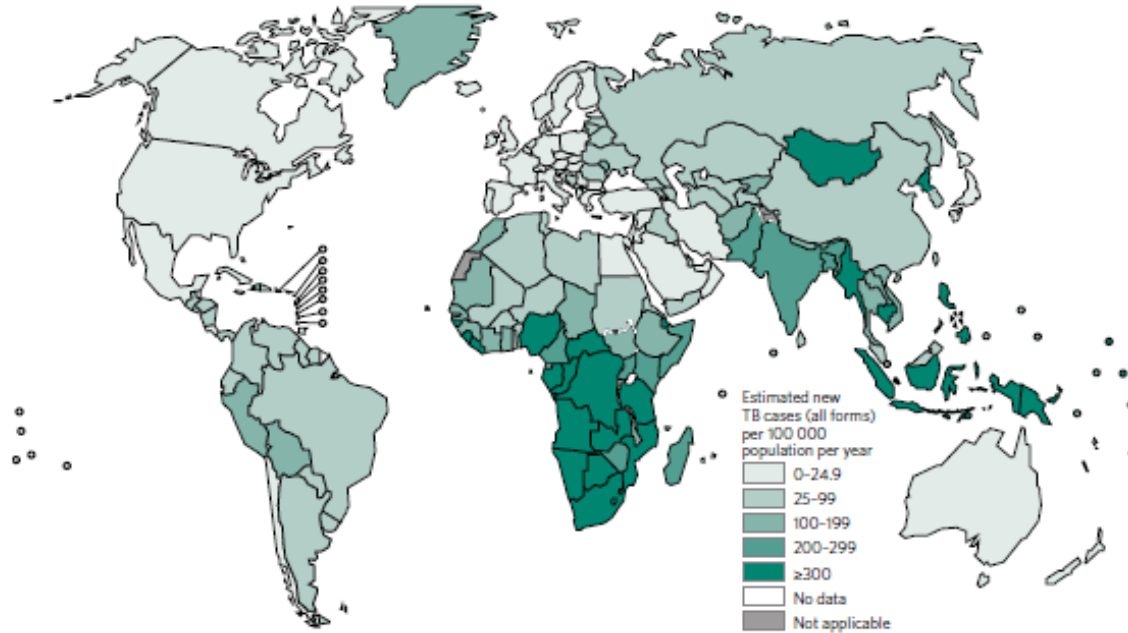 Estimated new
TB cases (all forms)
per 100 000
population per year
0–24.9
25–99
100–199
200–299
≥300
No data
Not applicable